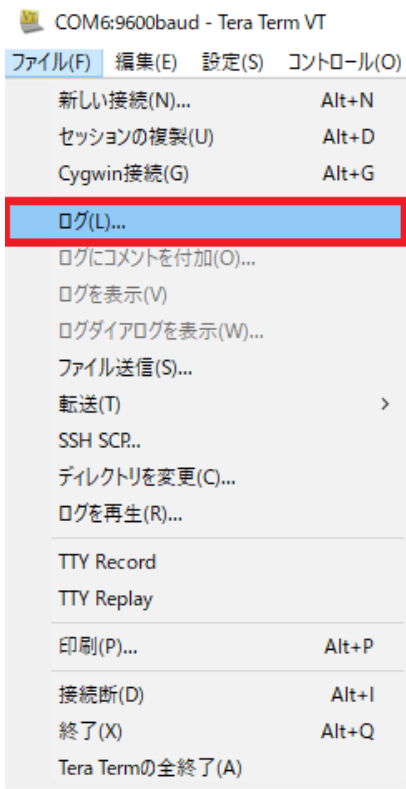 COM6:9600baud - Tera Term VT
ファイル(F) 編集(E) 設定(S) コントロール(O)
新しい接続(N)... Alt+N
セッションの複製(U) Alt+D
Cygwin接続(G) Alt+G
ログ(L)...
ログにコメントを付加(O)...
ログを表示(V)
ログダイアログを表示(W)...
ファイル送信(S)...
転送(T) >
SSH SCP...
ディレクトリを変更(C)...
ログを再生(R)...
TTY Record
TTY Replay
印刷(P)... Alt+P
接続断(D) Alt+I
終了(X) Alt+Q
Tera Termの全終了(A)